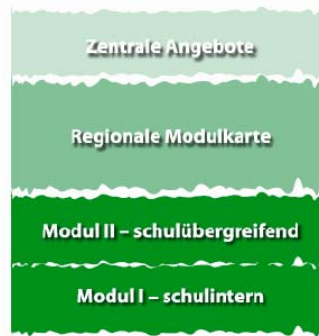 Zentrale Angebote
Regionale Modulkarte
Modul II – schulübergreifend
Modul I – schulintern